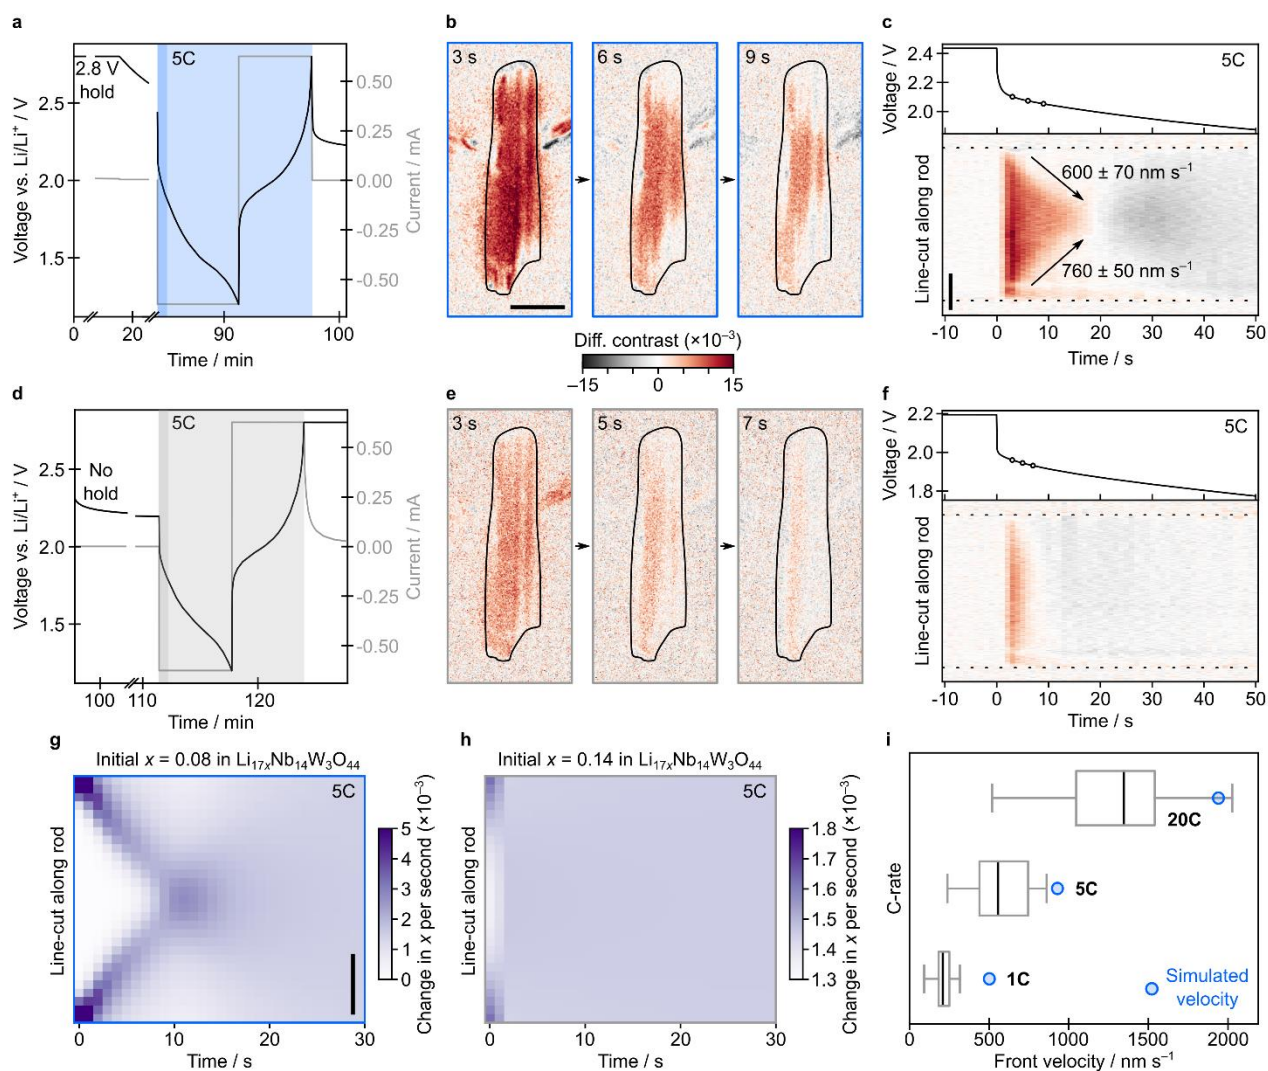 a
2.8 V
hold
5C
2.5
2.0
1.5
0.50
0.25
0.00
−0.25
−0.50
Voltage vs. Li/Li⁺ / V
Current / mA
0
20
90
100
Time / min
b
3 s
6 s
9 s
Diff. contrast (×10⁻³)
−15
0
15
c
5C
2.4
2.2
2.0
Voltage / V
600 ± 70 nm s⁻¹
760 ± 50 nm s⁻¹
Line-cut along rod
-10
0
10
20
30
40
50
Time / s
d
No
hold
5C
2.5
2.0
1.5
0.50
0.25
0.00
-0.25
-0.50
Voltage vs. Li/Li⁺ / V
Current / mA
100
110
120
Time / min
e
3 s
5 s
7 s
f
5C
2.2
2.0
1.8
Voltage / V
Line-cut along rod
-10
0
10
20
30
40
50
Time / s
g
Initial x = 0.08 in Li₁₇ₓNb₁₄W₃O₄₄
5C
Line-cut along rod
0
10
20
30
Time / s
5
4
3
2
1
0
Change in x per second (×10⁻³)
h
Initial x = 0.14 in Li₁₇ₓNb₁₄W₃O₄₄
5C
Line-cut along rod
0
10
20
30
Time / s
1.8
1.7
1.6
1.5
1.4
1.3
Change in x per second (×10⁻³)
i
20C
5C
1C
Simulated
velocity
C-rate
0
500
1000
1500
2000
Front velocity / nm s⁻¹